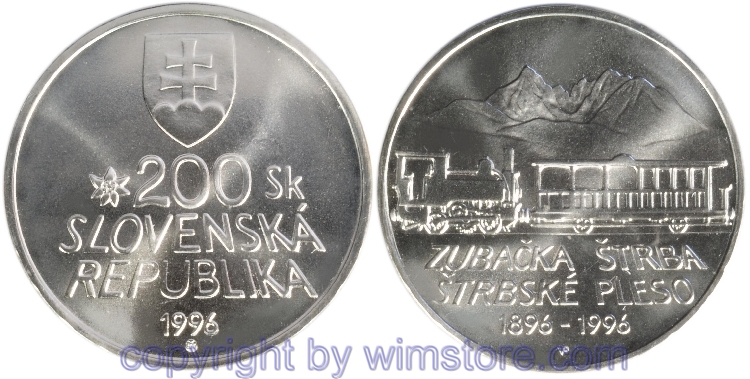 200 Sk
SLOVENSKÁ
REPUBLIKA
1996
ZUBAČKA ŠTRBA
ŠTRBSKÉ PLESO
1896 - 1996
copyright by wimstore.com